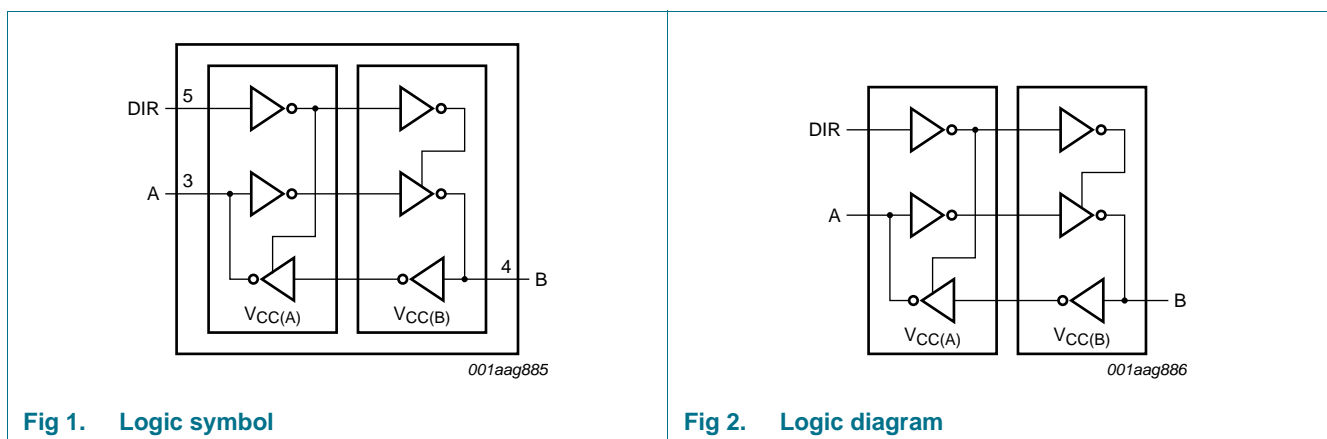 DIR 5
A 3
4 B
VCC(A) VCC(B)
001aag885
Fig 1. Logic symbol
DIR
A
B
VCC(A) VCC(B)
001aag886
Fig 2. Logic diagram